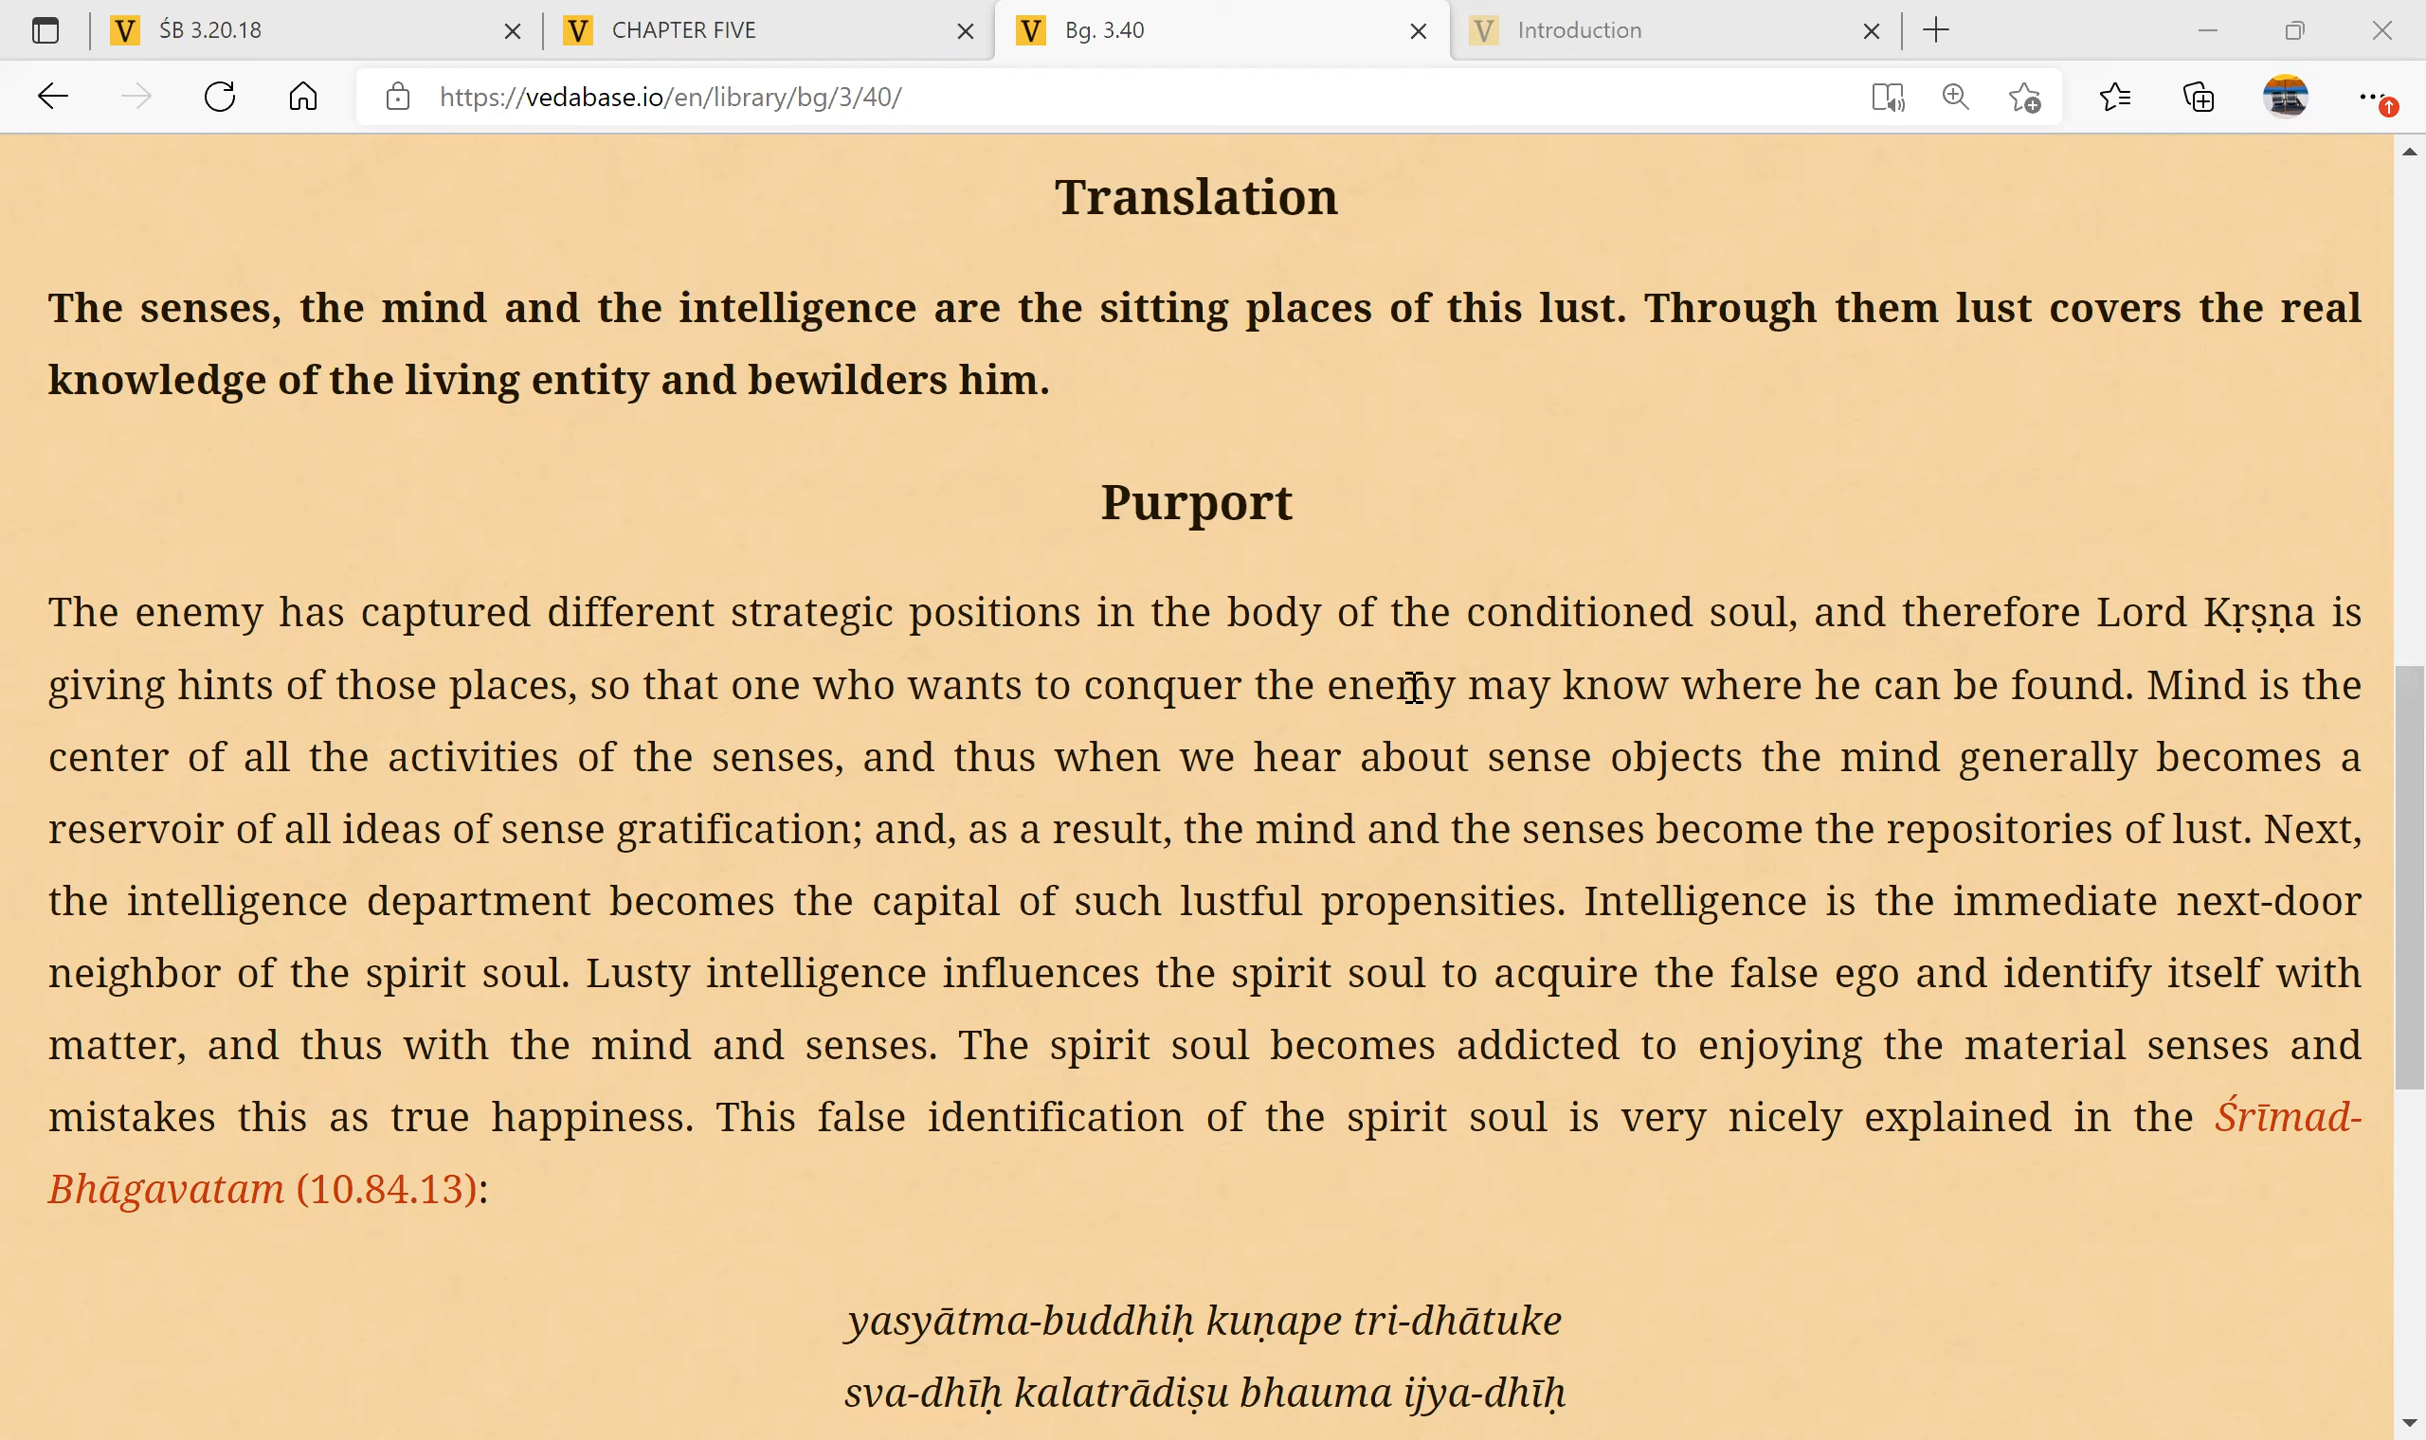 V ŚB 3.20.18
V CHAPTER FIVE
V Bg. 3.40
V Introduction
https://vedabase.io/en/library/bg/3/40/
Translation
The senses, the mind and the intelligence are the sitting places of this lust. Through them lust covers the real
knowledge of the living entity and bewilders him.
Purport
The enemy has captured different strategic positions in the body of the conditioned soul, and therefore Lord Kṛṣṇa is
giving hints of those places, so that one who wants to conquer the enemy may know where he can be found. Mind is the
center of all the activities of the senses, and thus when we hear about sense objects the mind generally becomes a
reservoir of all ideas of sense gratification; and, as a result, the mind and the senses become the repositories of lust. Next,
the intelligence department becomes the capital of such lustful propensities. Intelligence is the immediate next-door
neighbor of the spirit soul. Lusty intelligence influences the spirit soul to acquire the false ego and identify itself with
matter, and thus with the mind and senses. The spirit soul becomes addicted to enjoying the material senses and
mistakes this as true happiness. This false identification of the spirit soul is very nicely explained in the Śrīmad-
Bhāgavatam (10.84.13):
yasyātma-buddhiḥ kuṇape tri-dhātuke
sva-dhīḥ kalatrādiṣu bhauma ijya-dhīḥ